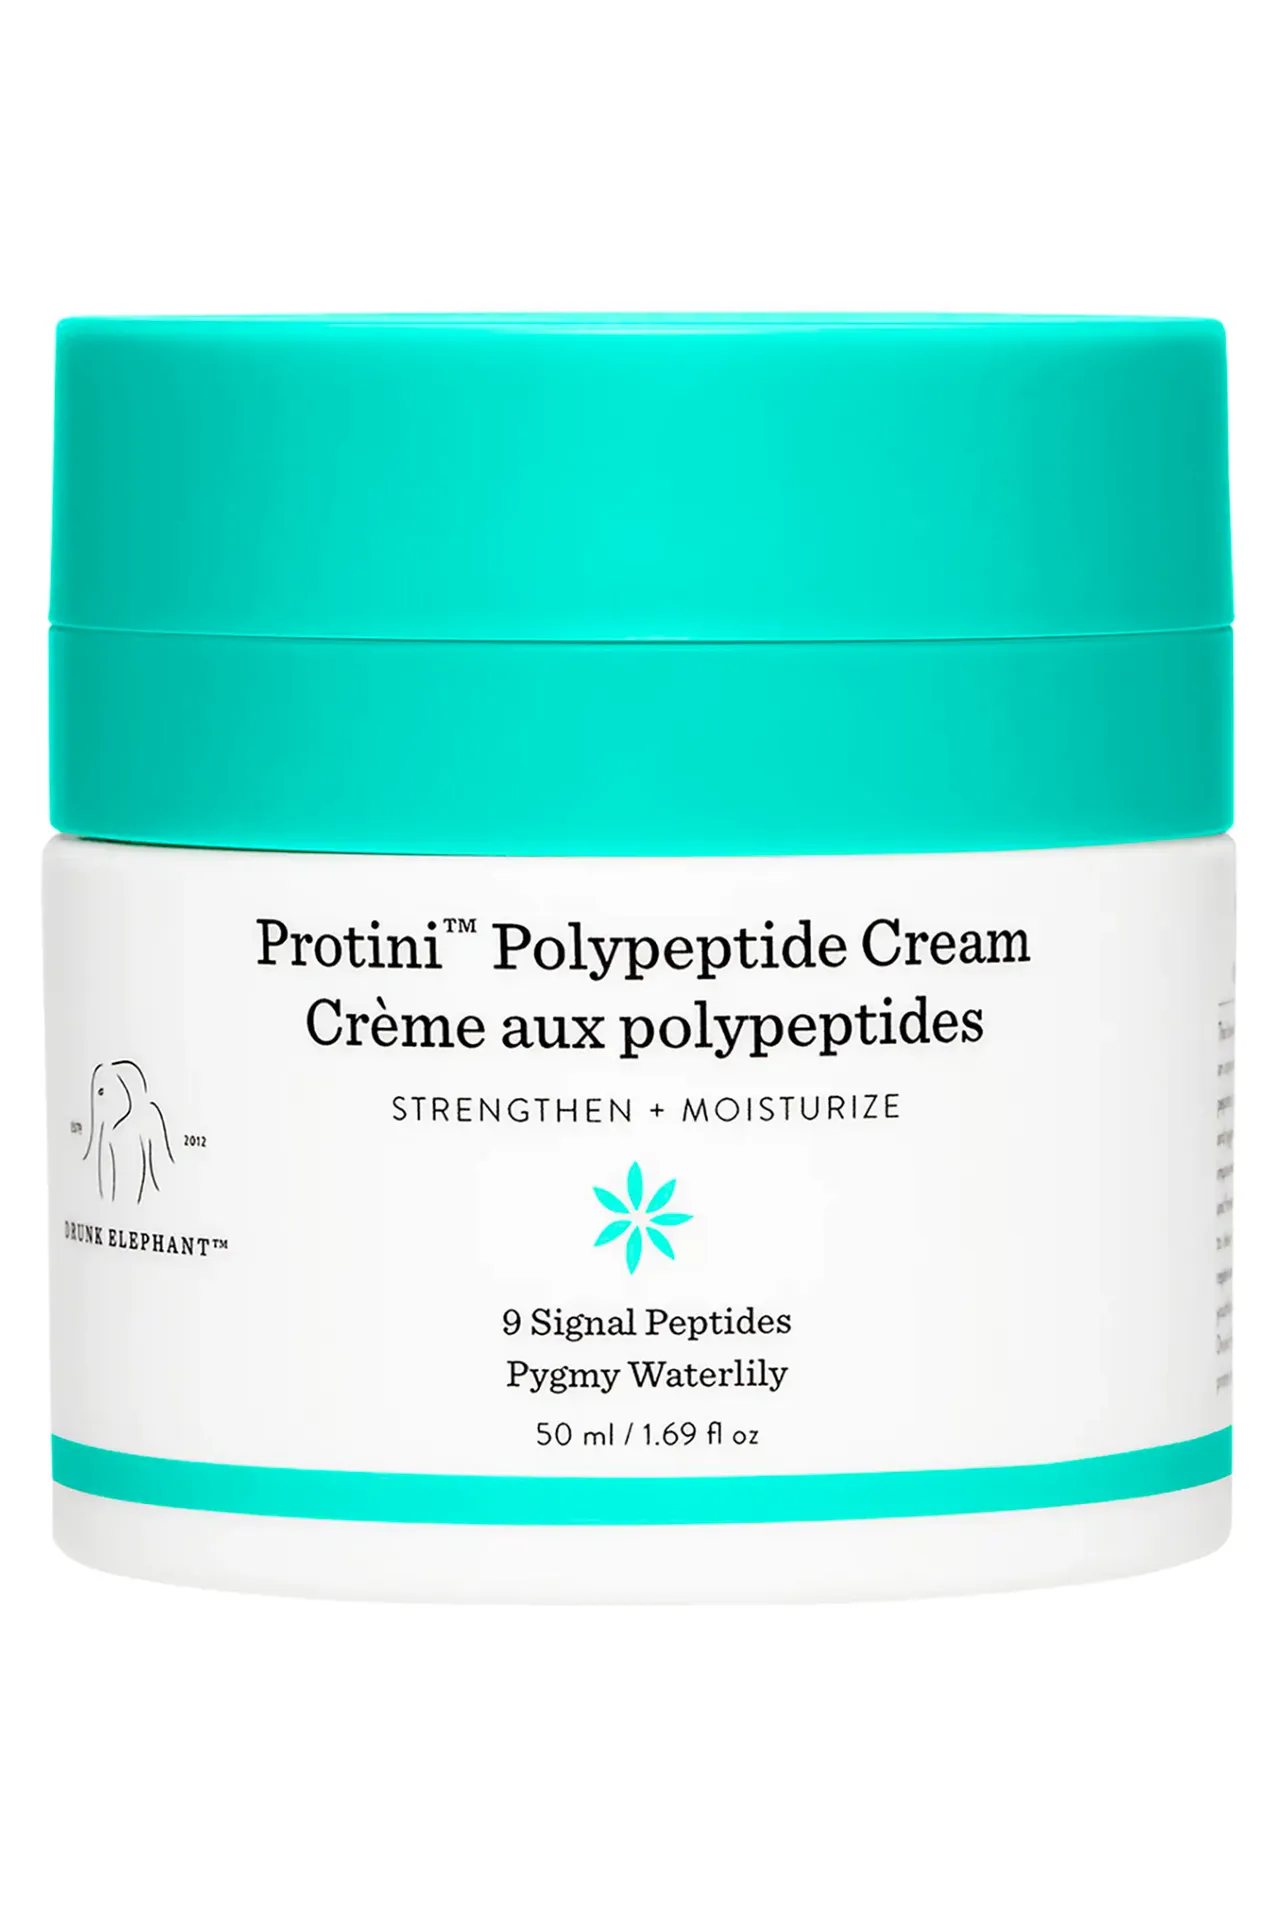 Protini™ Polypeptide Cream
Crème aux polypeptides
STRENGTHEN + MOISTURIZE
2012
DRUNK ELEPHANT™
9 Signal Peptides
Pygmy Waterlily
50 ml / 1.69 fl oz